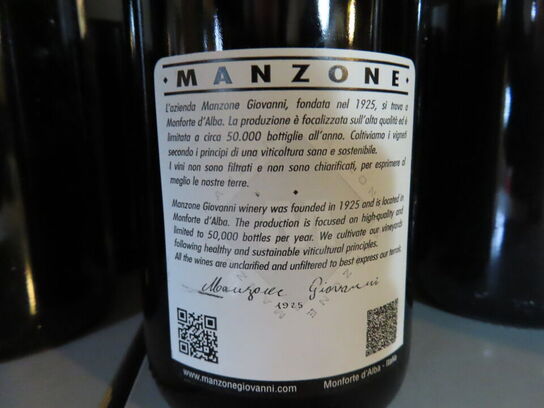 · MANZONE ·
L'azienda Manzone Giovanni, fondata nel 1925, si trova a
Monforte d'Alba. La produzione è focalizzata sull'alta qualità ed è
limitata a circa 50.000 bottiglie all'anno. Coltiviamo i vigneti
secondo i principi di una viticoltura sana e sostenibile.
I vini non sono filtrati e non sono chiarificati, per esprimere al
meglio le nostre terre.
Manzone Giovanni winery was founded in 1925 and is located in
Monforte d'Alba. The production is focused on high-quality and
limited to 50,000 bottles per year. We cultivate our vineyards
following healthy and sustainable viticultural principles.
All the wines are unclarified and unfiltered to best express our terroir.
Manzone Giovanni
1925
www.manzonegiovanni.com
Monforte d'Alba - Italia